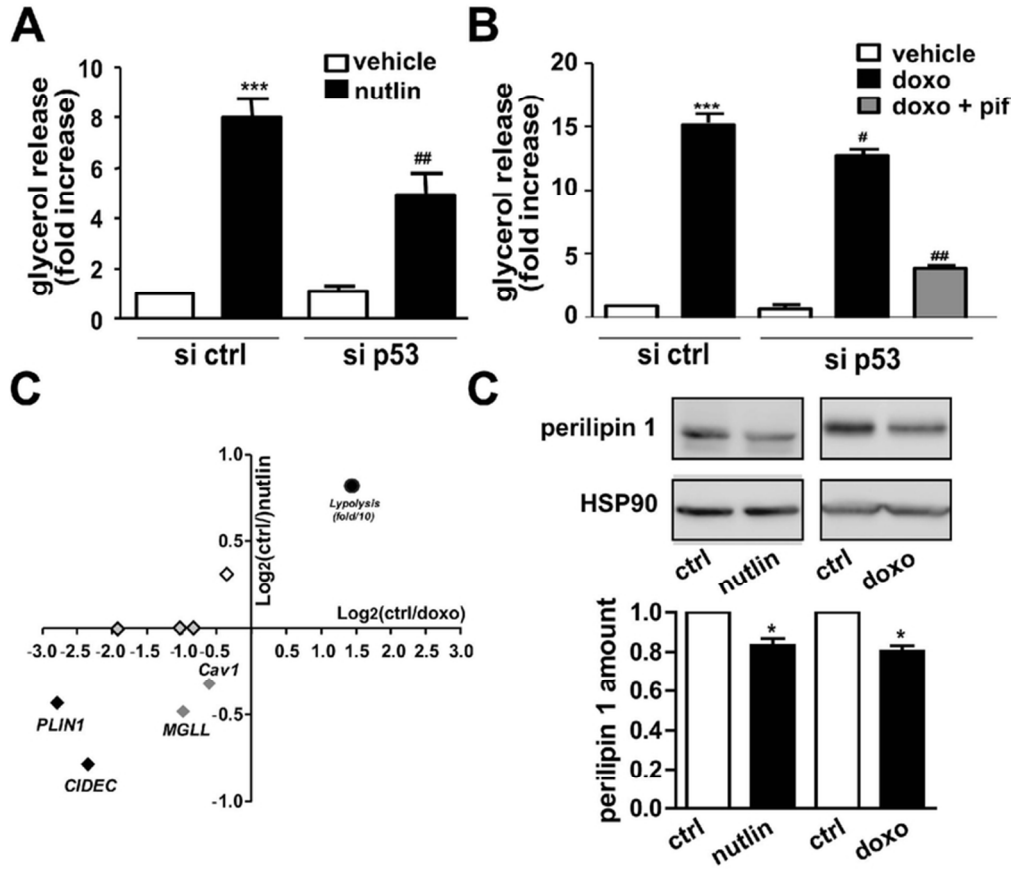 A
glycerol release
(fold increase)
10
8
6
4
2
0
***
##
vehicle
nutlin
si ctrl
si p53
B
glycerol release
(fold increase)
20
15
10
5
0
***
#
##
vehicle
doxo
doxo + pif
si ctrl
si p53
C
Log2(ctrl/)nutlin
1.0
0.5
-0.5
-1.0
Lypolysis
(fold/10)
Log2(ctrl/doxo)
-3.0 -2.5 -2.0 -1.5 -1.0 -0.5 0.5 1.0 1.5 2.0 2.5 3.0
Cav1
PLIN1
MGLL
CIDEC
C
perilipin 1
HSP90
ctrl nutlin ctrl doxo
perilipin 1 amount
1.0
0.8
0.6
0.4
0.2
0.0
*
*
ctrl nutlin ctrl doxo